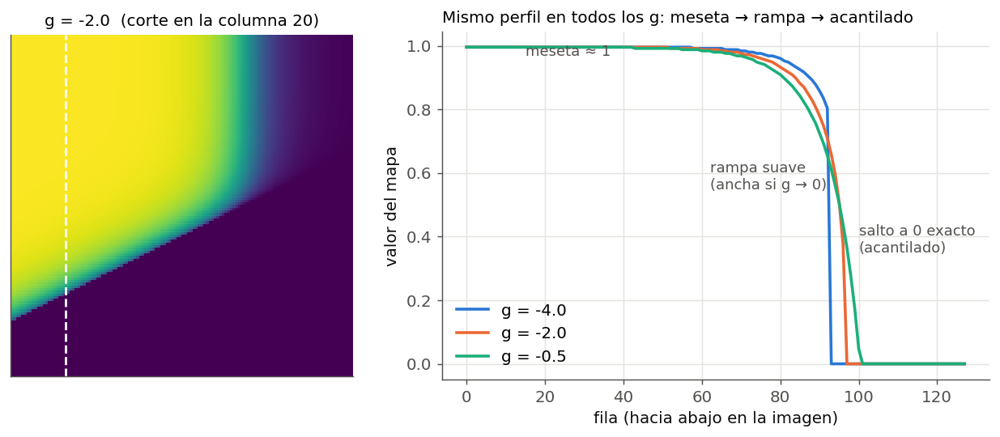 g = -2.0  (corte en la columna 20)
Mismo perfil en todos los g: meseta → rampa → acantilado
valor del mapa
1.0
0.8
0.6
0.4
0.2
0.0
meseta ≈ 1
rampa suave
(ancha si g → 0)
salto a 0 exacto
(acantilado)
g = -4.0
g = -2.0
g = -0.5
0 20 40 60 80 100 120
fila (hacia abajo en la imagen)